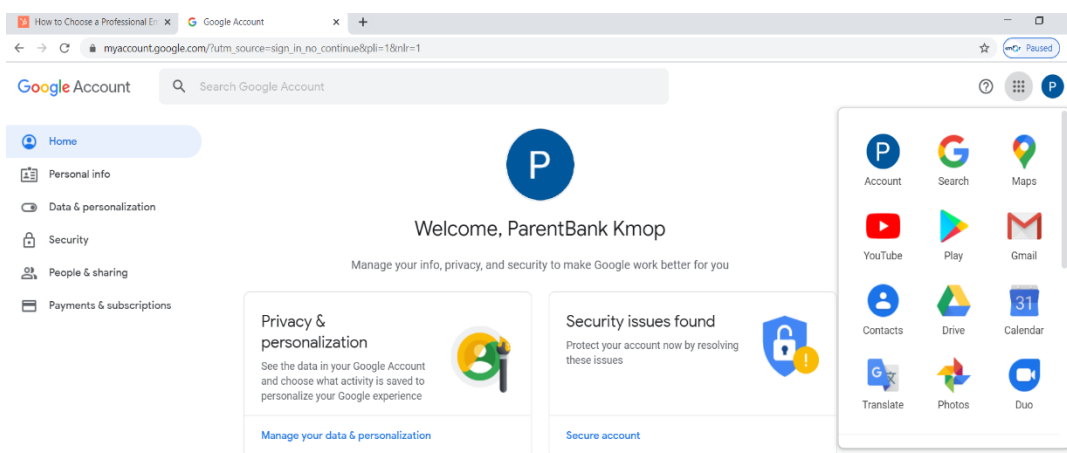 How to Choose a Professional Em
Google Account
myaccount.google.com/?utm_source=sign_in_no_continue&pli=1&nlr=1
Paused
Google Account
Search Google Account
P
Home
Personal info
Data & personalization
Security
People & sharing
Payments & subscriptions
P
Welcome, ParentBank Kmop
Manage your info, privacy, and security to make Google work better for you
Privacy &
personalization
See the data in your Google Account
and choose what activity is saved to
personalize your Google experience
Manage your data & personalization
Security issues found
Protect your account now by resolving
these issues
Secure account
P
Account
Search
Maps
YouTube
Play
Gmail
31
Contacts
Drive
Calendar
G
Translate
Photos
Duo